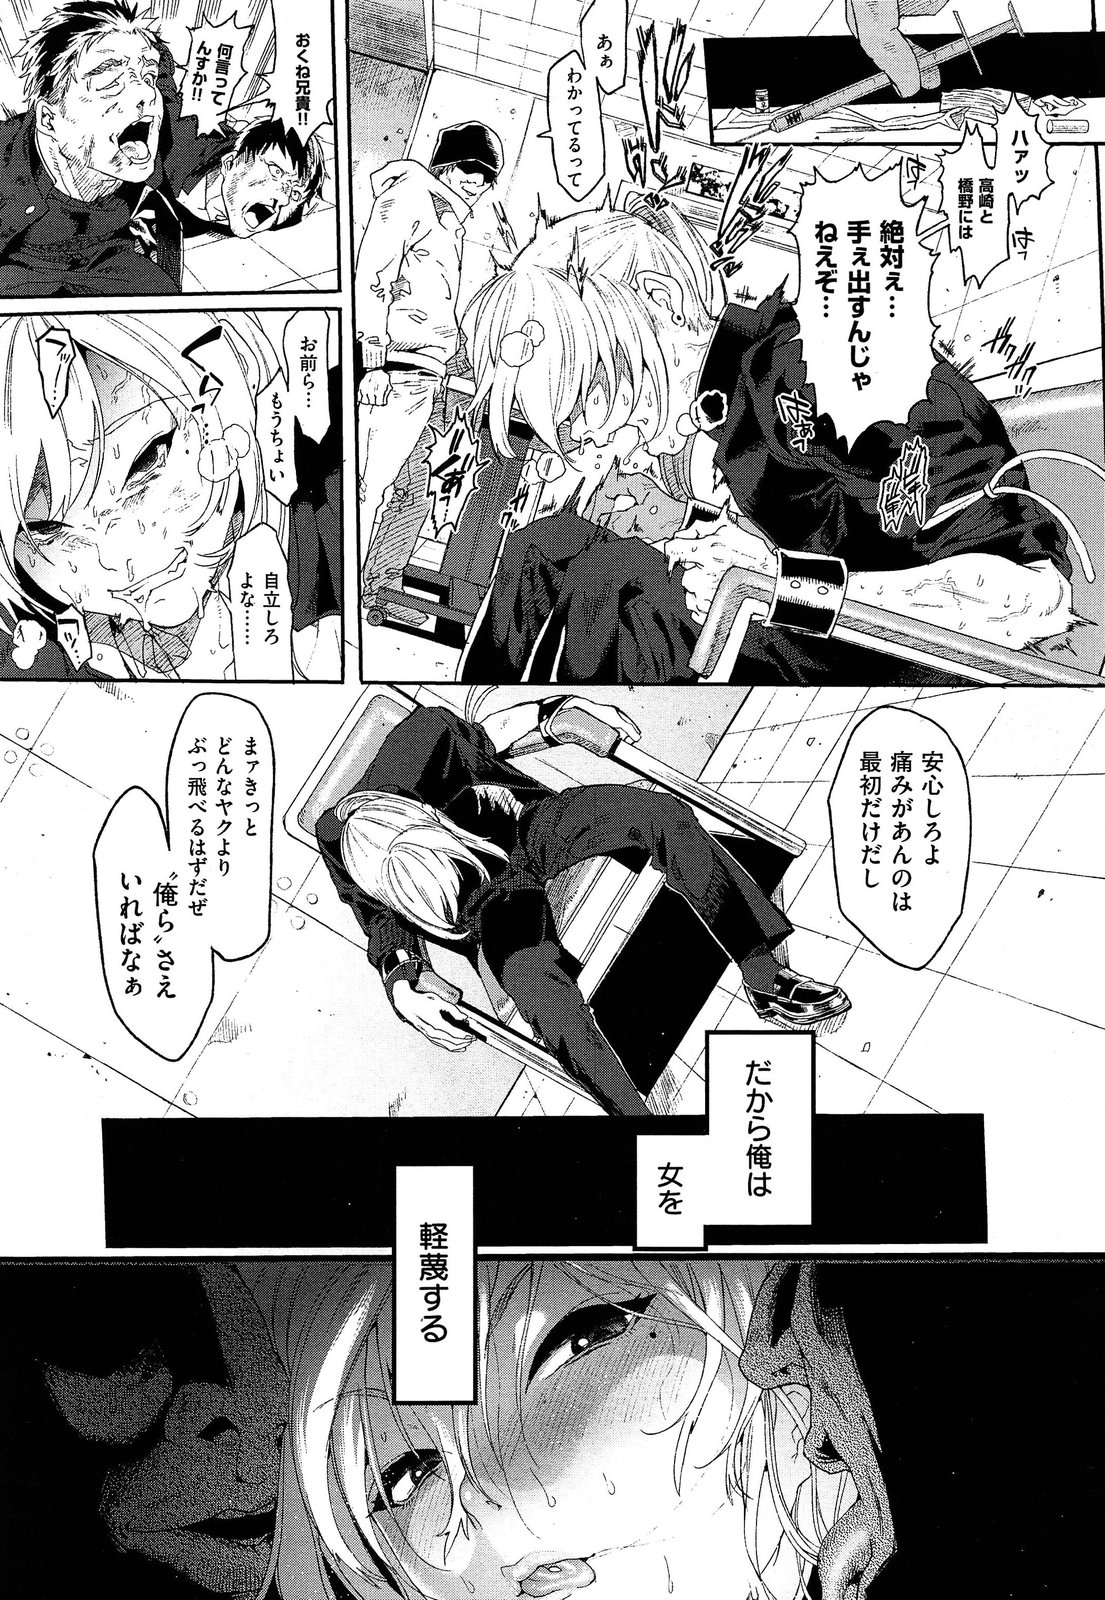 ハァッ
高崎と
橋野には
絶対ぇ…
手ぇ出すんじゃ
ねえぞ…
はぁ
あぁ
わかってるって
おくね兄貴!!
何言って
んすか!!
お前ら…
もうちょい
自立しろ
よな……
安心しろよ
痛みがあんのは
最初だけだし
まァきっと
どんなヤクより
ぶっ飛べるはずだぜ
〝俺ら〟さえ
いればなぁ
だから俺は
女を
軽蔑する